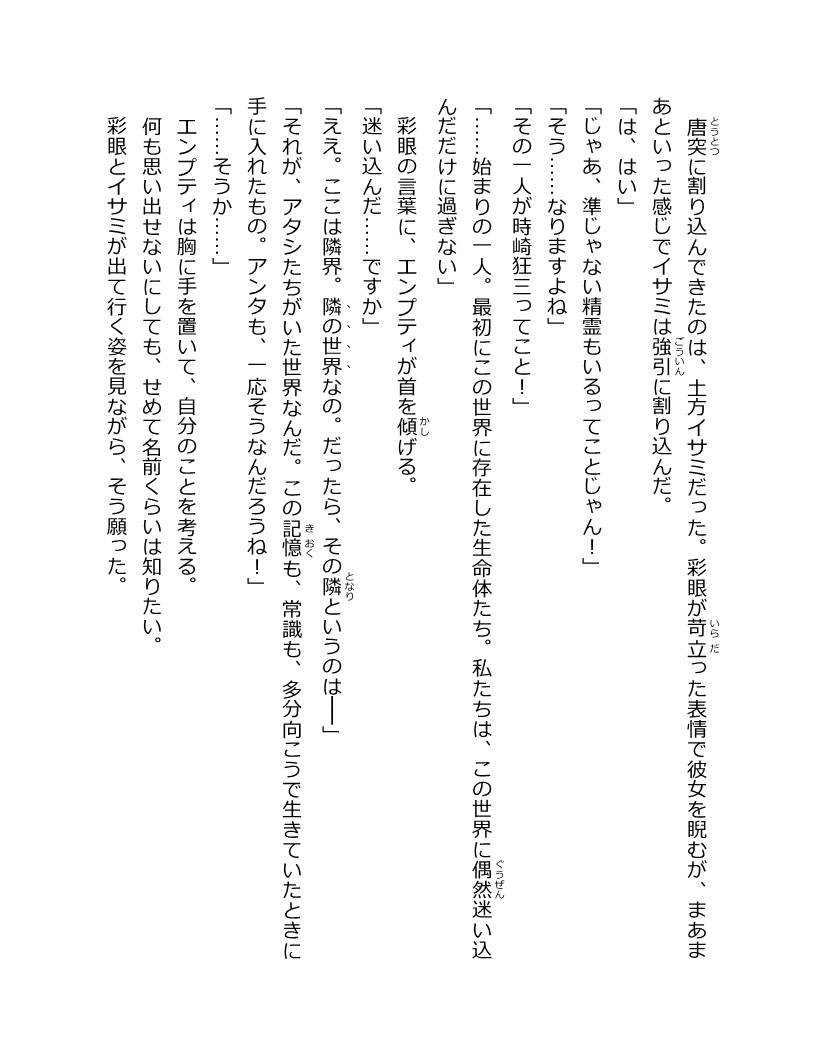 唐突に割り込んできたのは、土方イサミだった。彩眼が苛立った表情で彼女を睨むが、まあま
あといった感じでイサミは強引に割り込んだ。
「は、はい」
「じゃあ、準じゃない精霊もいるってことじゃん！」
「そう……なりますよね」
「その一人が時崎狂三ってこと！」
「……始まりの一人。最初にこの世界に存在した生命体たち。私たちは、この世界に偶然迷い込
んだだけに過ぎない」
彩眼の言葉に、エンプティが首を傾げる。
「迷い込んだ……ですか」
「ええ。ここは隣界。隣の世界なの。だったら、その隣というのは――」
「それが、アタシたちがいた世界なんだ。この記憶も、常識も、多分向こうで生きていたときに
手に入れたもの。アンタも、一応そうなんだろうね！」
「……そうか……」
エンプティは胸に手を置いて、自分のことを考える。
何も思い出せないにしても、せめて名前くらいは知りたい。
彩眼とイサミが出て行く姿を見ながら、そう願った。